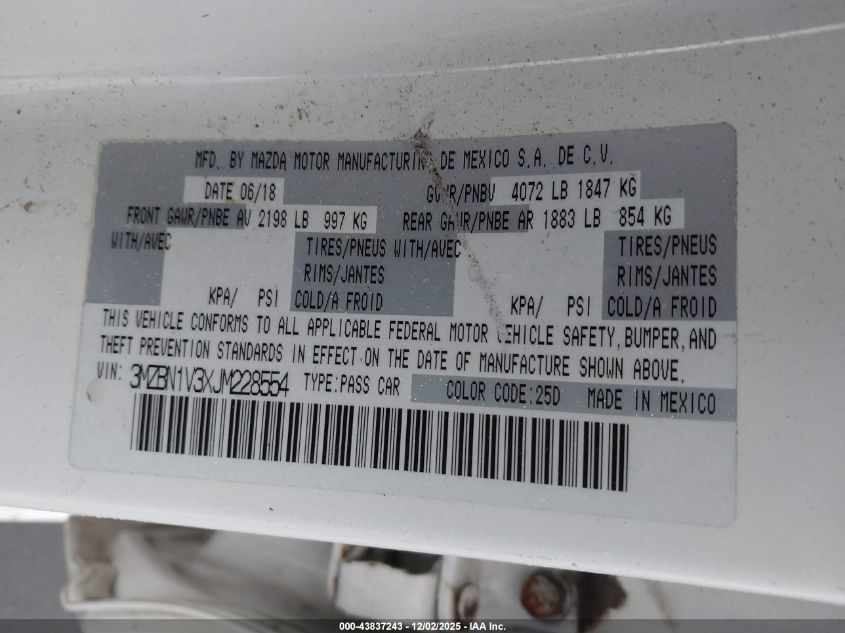 MFD. BY MAZDA MOTOR MANUFACTURIN DE MEXICO S.A. DE C.V.
DATE 06/18 GVWR/PNBV 4072 LB 1847 KG
FRONT GAWR/PNBE AV 2198 LB 997 KG REAR GAWR/PNBE AR 1883 LB 854 KG
WITH/AVEC TIRES/PNEUS WITH/AVEC TIRES/PNEUS
RIMS/JANTES RIMS/JANTES
KPA/ PSI COLD/A FROID KPA/ PSI COLD/A FROID
THIS VEHICLE CONFORMS TO ALL APPLICABLE FEDERAL MOTOR VEHICLE SAFETY, BUMPER, AND
THEFT PREVENTION STANDARDS IN EFFECT ON THE DATE OF MANUFACTURE SHOWN ABOVE.
VIN: 3MZBN1V3XJM228554 TYPE:PASS CAR COLOR CODE:25D MADE IN MEXICO
000-43837243 - 12/02/2025 - IAA Inc.